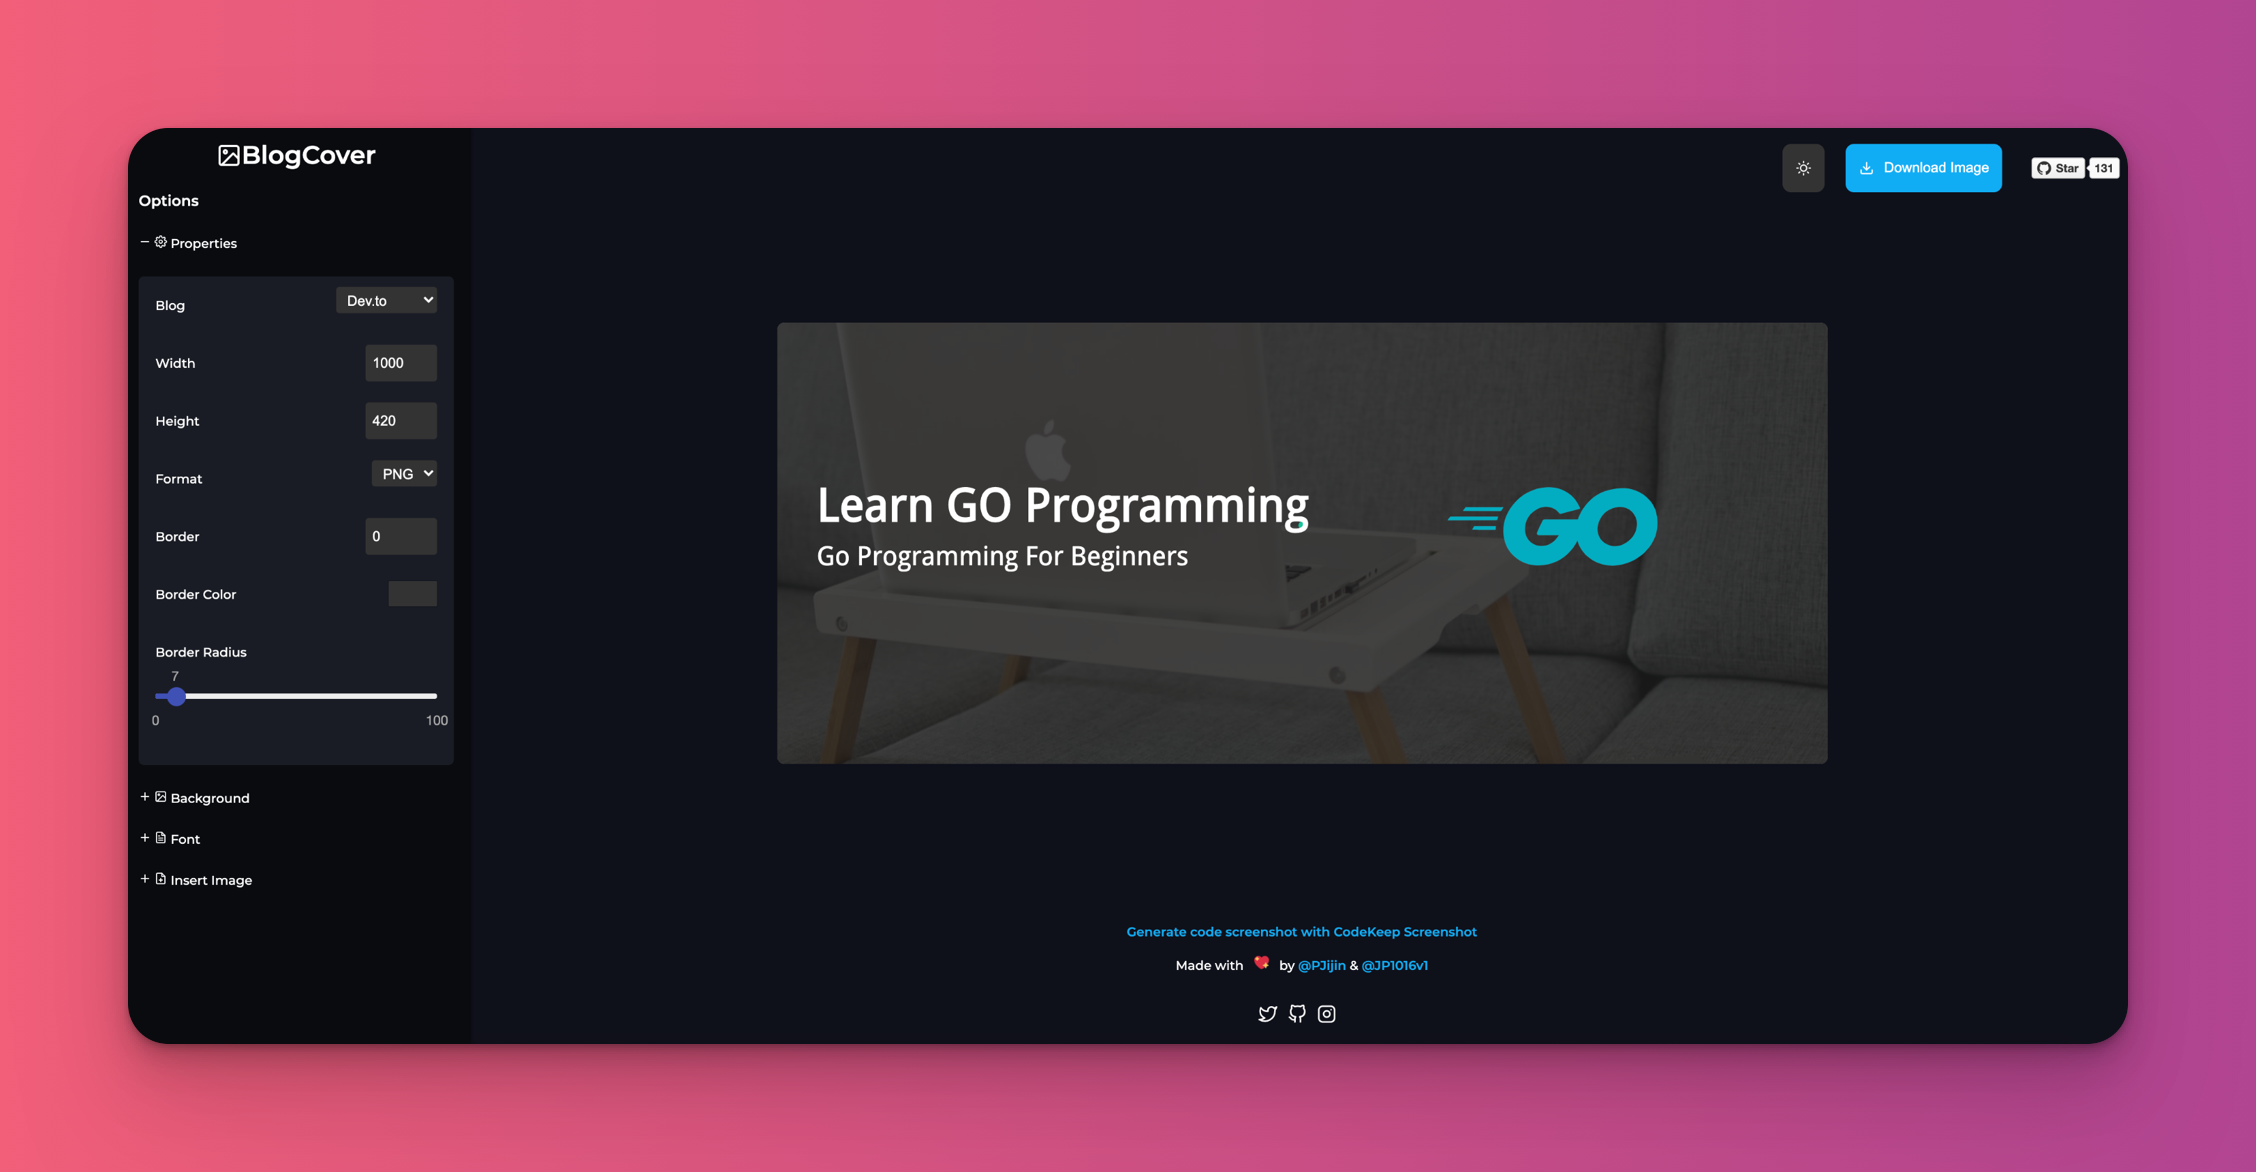 BlogCover
Options
Properties
Blog
Dev.to
Width
1000
Height
420
Format
PNG
Border
0
Border Color
Border Radius
7
0
100
Background
Font
Insert Image
Download Image
Star
131
Learn GO Programming
Go Programming For Beginners
GO
Generate code screenshot with CodeKeep Screenshot
Made with 💖 by @PJijin & @JP1016v1